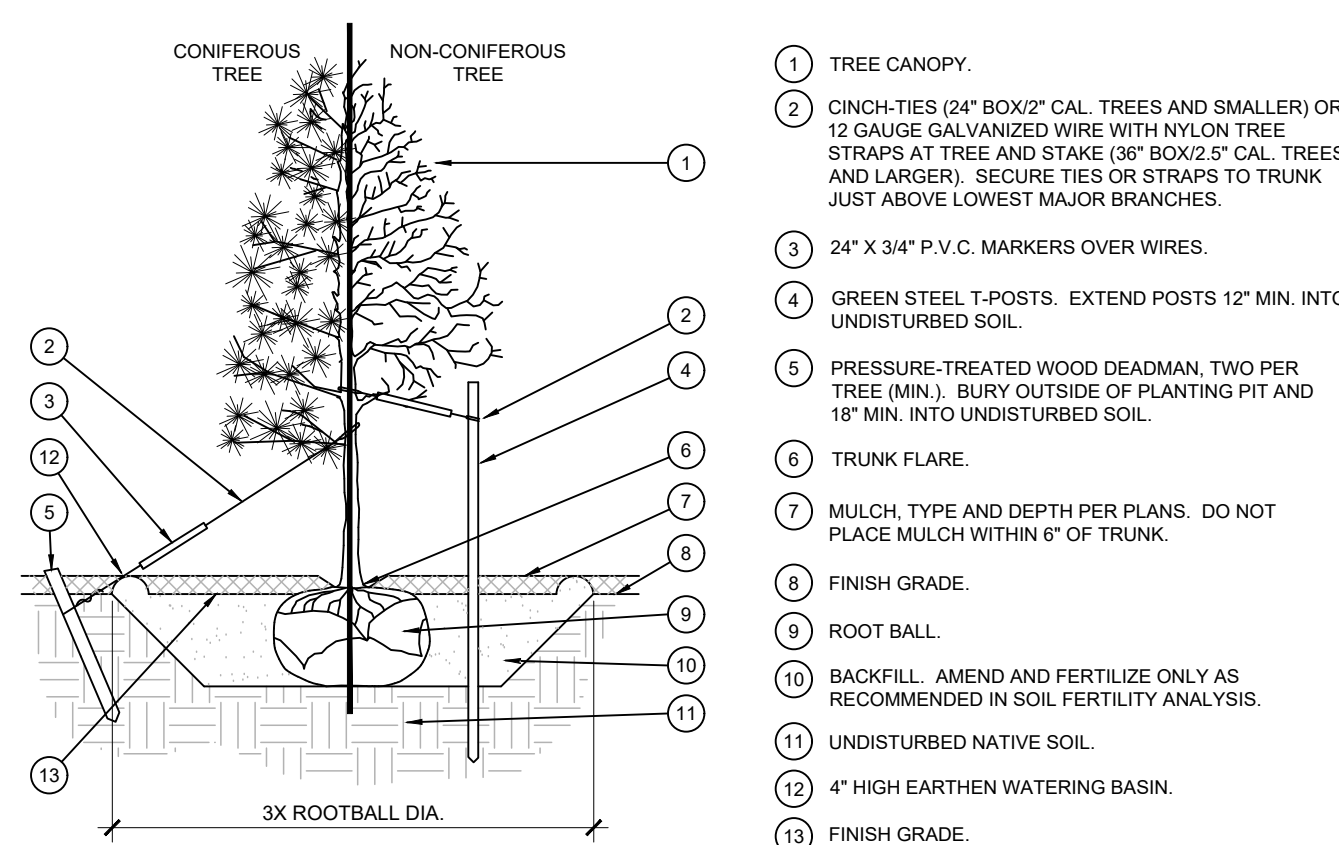 CONIFEROUS
TREE
NON-CONIFEROUS
TREE
1
2
4
6
7
8
9
10
11
2
3
12
5
13
3X ROOTBALL DIA.
1 TREE CANOPY.
2 CINCH-TIES (24" BOX/2" CAL. TREES AND SMALLER) OR
12 GAUGE GALVANIZED WIRE WITH NYLON TREE
STRAPS AT TREE AND STAKE (36" BOX/2.5" CAL. TREES
AND LARGER). SECURE TIES OR STRAPS TO TRUNK
JUST ABOVE LOWEST MAJOR BRANCHES.
3 24" X 3/4" P.V.C. MARKERS OVER WIRES.
4 GREEN STEEL T-POSTS. EXTEND POSTS 12" MIN. INTO
UNDISTURBED SOIL.
5 PRESSURE-TREATED WOOD DEADMAN, TWO PER
TREE (MIN.). BURY OUTSIDE OF PLANTING PIT AND
18" MIN. INTO UNDISTURBED SOIL.
6 TRUNK FLARE.
7 MULCH, TYPE AND DEPTH PER PLANS. DO NOT
PLACE MULCH WITHIN 6" OF TRUNK.
8 FINISH GRADE.
9 ROOT BALL.
10 BACKFILL. AMEND AND FERTILIZE ONLY AS
RECOMMENDED IN SOIL FERTILITY ANALYSIS.
11 UNDISTURBED NATIVE SOIL.
12 4" HIGH EARTHEN WATERING BASIN.
13 FINISH GRADE.